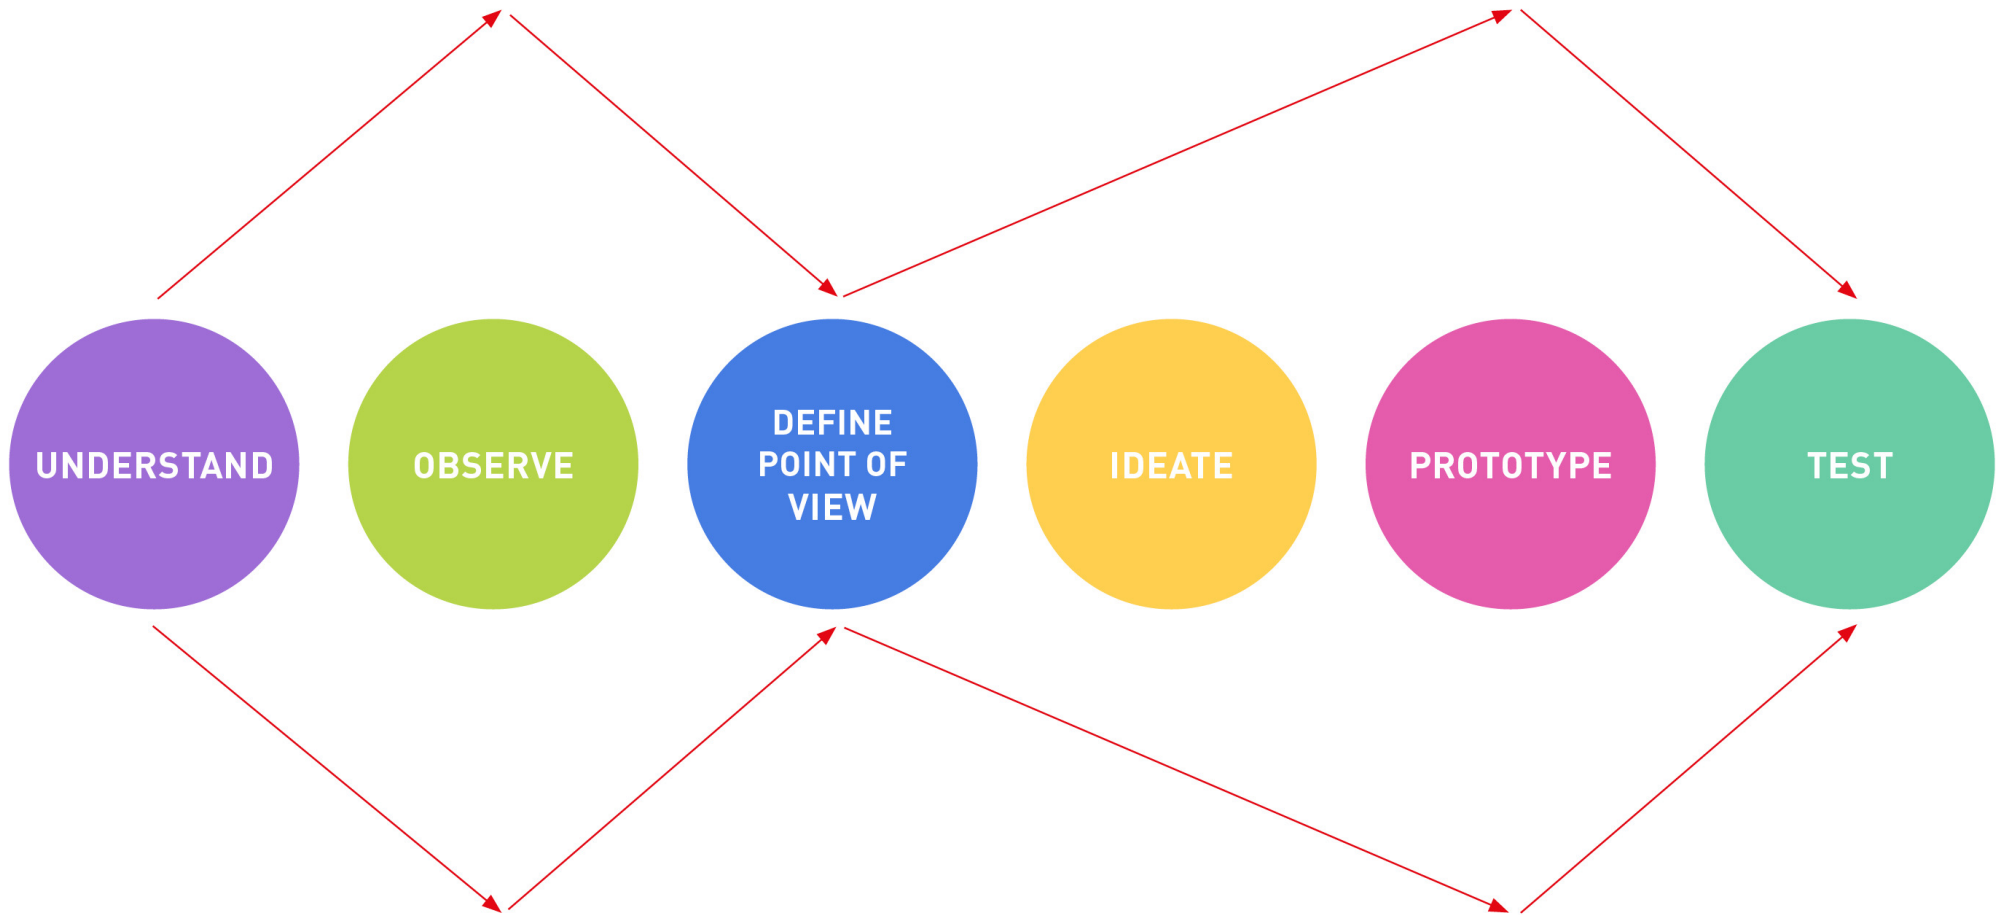 UNDERSTAND
OBSERVE
DEFINE
POINT OF
VIEW
IDEATE
PROTOTYPE
TEST